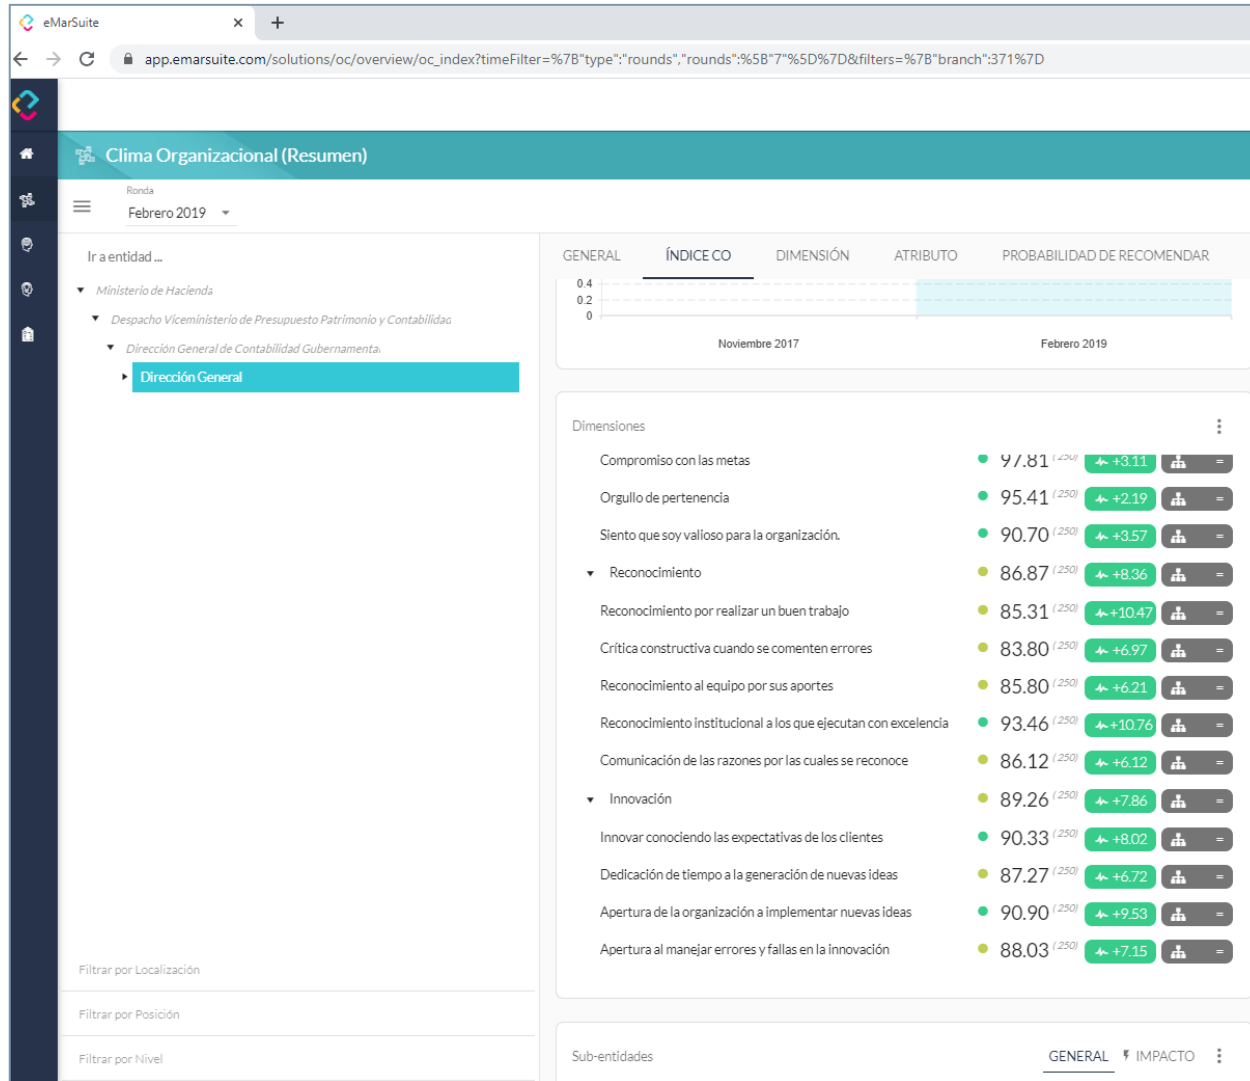 eMarSuite
app.emarsuite.com/solutions/oc/overview/oc_index?timeFilter=%7B"type":"rounds","rounds":%5B"7"%5D%7D&filters=%7B"branch":371%7D
Clima Organizacional (Resumen)
Ronda
Febrero 2019
Ir a entidad ...
GENERAL ÍNDICE CO DIMENSIÓN ATRIBUTO PROBABILIDAD DE RECOMENDAR
Ministerio de Hacienda
Despacho Viceministerio de Presupuesto Patrimonio y Contabilidad
Dirección General de Contabilidad Gubernamental
Dirección General
0.4
0.2
0
Noviembre 2017 Febrero 2019
Dimensiones
Compromiso con las metas 97.81 (250) +3.11 =
Orgullo de pertenencia 95.41 (250) +2.19 =
Siento que soy valioso para la organización. 90.70 (250) +3.57 =
Reconocimiento 86.87 (250) +8.36 =
Reconocimiento por realizar un buen trabajo 85.31 (250) +10.47 =
Crítica constructiva cuando se comenten errores 83.80 (250) +6.97 =
Reconocimiento al equipo por sus aportes 85.80 (250) +6.21 =
Reconocimiento institucional a los que ejecutan con excelencia 93.46 (250) +10.76 =
Comunicación de las razones por las cuales se reconoce 86.12 (250) +6.12 =
Innovación 89.26 (250) +7.86 =
Innovar conociendo las expectativas de los clientes 90.33 (250) +8.02 =
Dedicación de tiempo a la generación de nuevas ideas 87.27 (250) +6.72 =
Apertura de la organización a implementar nuevas ideas 90.90 (250) +9.53 =
Apertura al manejar errores y fallas en la innovación 88.03 (250) +7.15 =
Filtrar por Localización
Filtrar por Posición
Filtrar por Nivel
Sub-entidades GENERAL IMPACTO